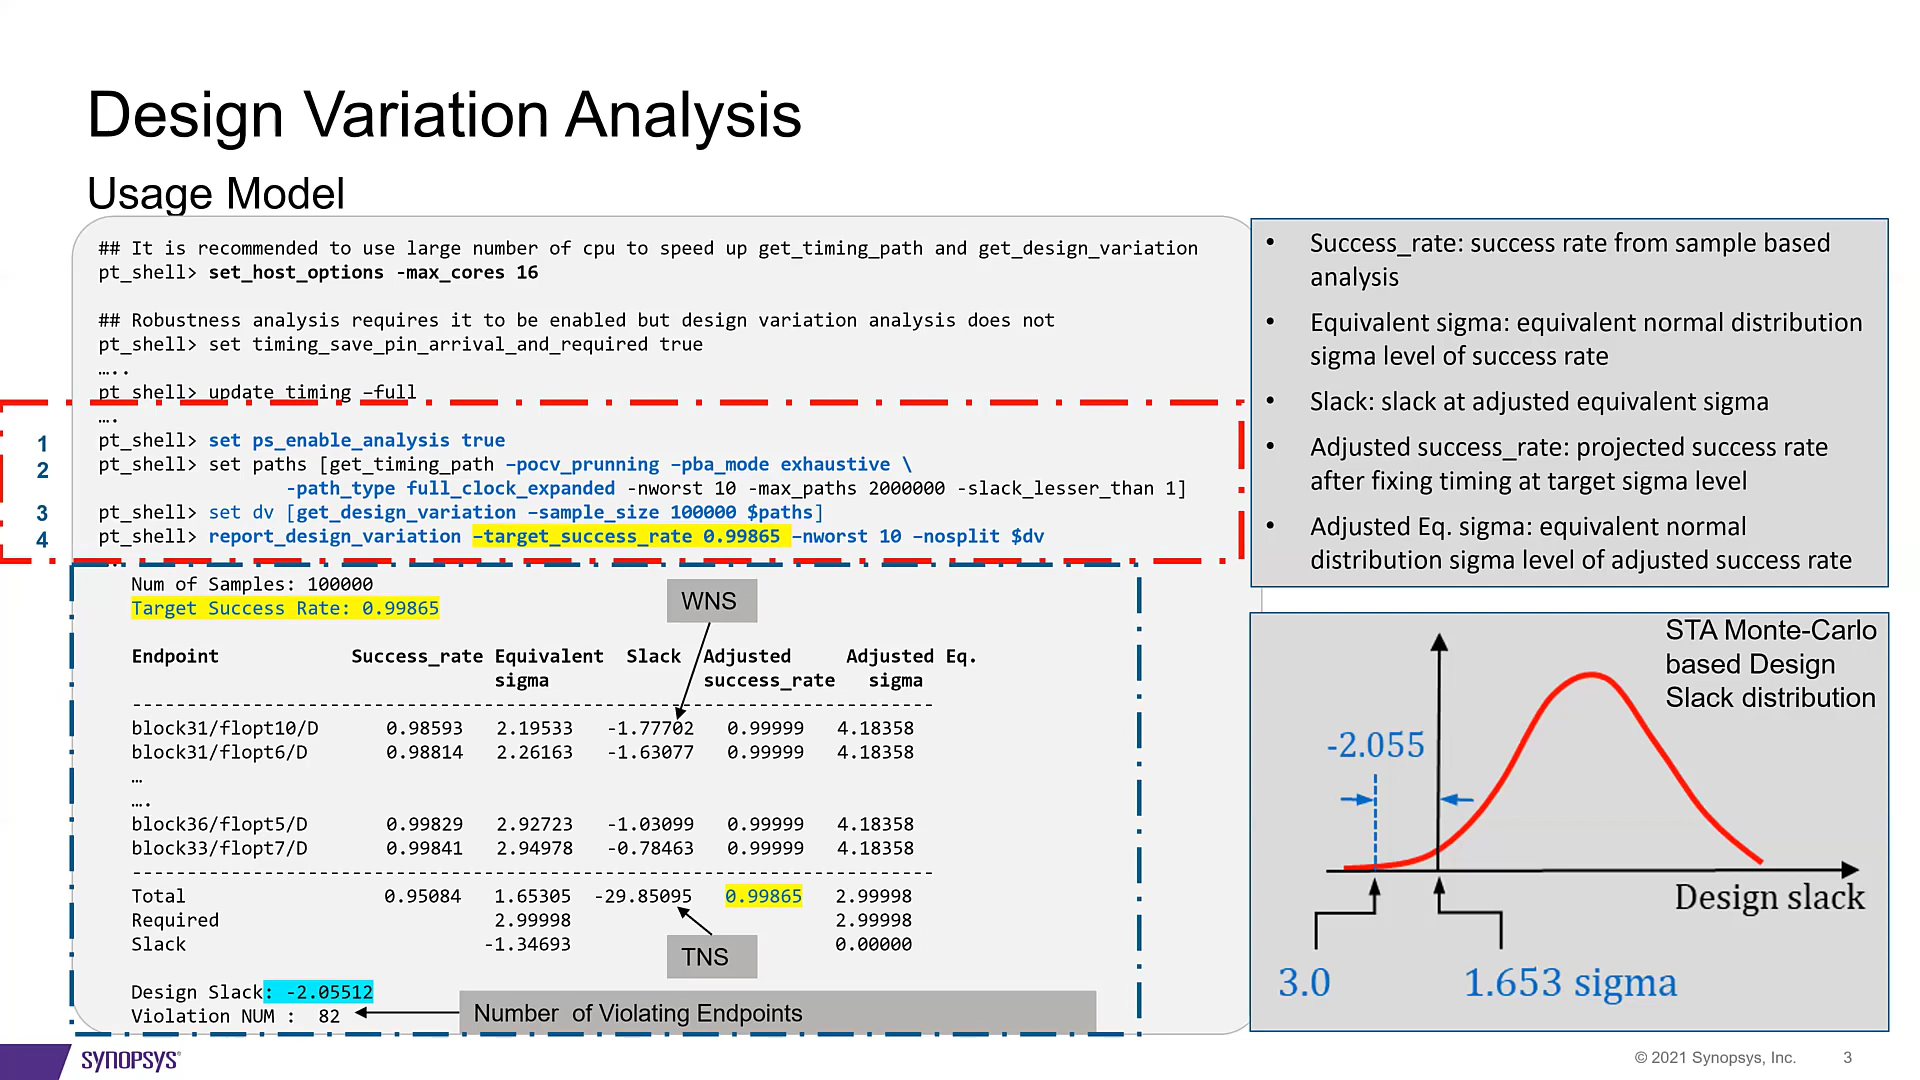 Design Variation Analysis
Usage Model
## It is recommended to use large number of cpu to speed up get_timing_path and get_design_variation
pt_shell> set_host_options -max_cores 16
## Robustness analysis requires it to be enabled but design variation analysis does not
pt_shell> set timing_save_pin_arrival_and_required true
…..
pt_shell> update_timing –full
….
1 pt_shell> set ps_enable_analysis true
2 pt_shell> set paths [get_timing_path –pocv_prunning –pba_mode exhaustive \
-path_type full_clock_expanded -nworst 10 -max_paths 2000000 -slack_lesser_than 1]
3 pt_shell> set dv [get_design_variation –sample_size 100000 $paths]
4 pt_shell> report_design_variation –target_success_rate 0.99865 –nworst 10 –nosplit $dv
Num of Samples: 100000
Target Success Rate: 0.99865
WNS
Endpoint Success_rate Equivalent Slack Adjusted Adjusted Eq.
sigma success_rate sigma
--------------------------------------------------------------------------
block31/flopt10/D 0.98593 2.19533 -1.77702 0.99999 4.18358
block31/flopt6/D 0.98814 2.26163 -1.63077 0.99999 4.18358
…
….
block36/flopt5/D 0.99829 2.92723 -1.03099 0.99999 4.18358
block33/flopt7/D 0.99841 2.94978 -0.78463 0.99999 4.18358
--------------------------------------------------------------------------
Total 0.95084 1.65305 -29.85095 0.99865 2.99998
Required 2.99998 2.99998
Slack -1.34693 0.00000
TNS
Design Slack: -2.05512
Violation NUM : 82
Number of Violating Endpoints
• Success_rate: success rate from sample based
analysis
• Equivalent sigma: equivalent normal distribution
sigma level of success rate
• Slack: slack at adjusted equivalent sigma
• Adjusted success_rate: projected success rate
after fixing timing at target sigma level
• Adjusted Eq. sigma: equivalent normal
distribution sigma level of adjusted success rate
STA Monte-Carlo
based Design
Slack distribution
-2.055
Design slack
3.0
1.653 sigma
SYNOPSYS®
© 2021 Synopsys, Inc.
3